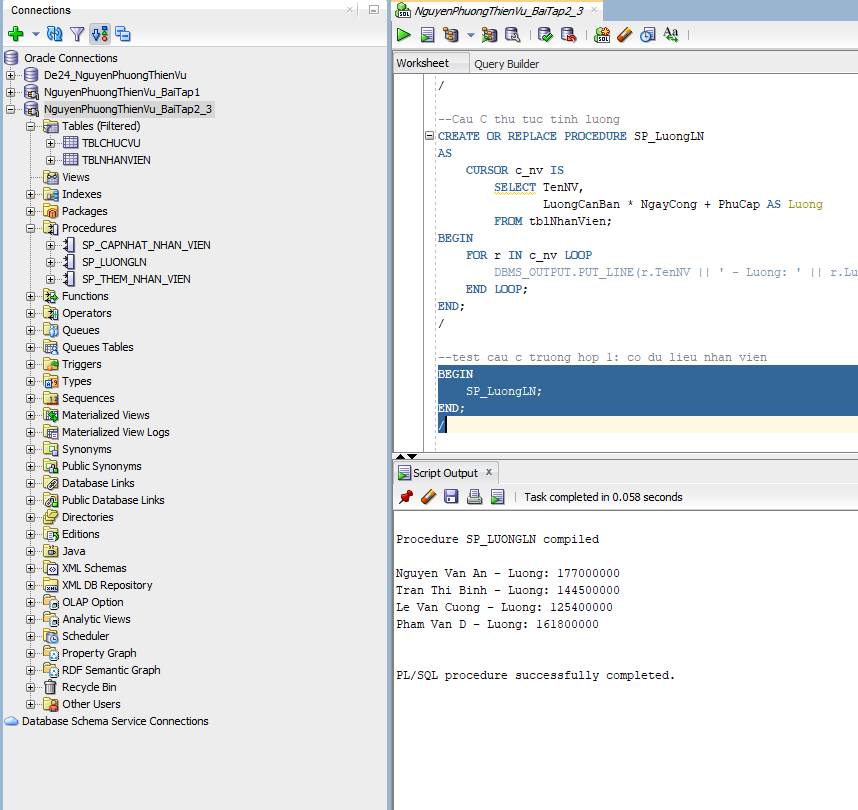 Connections
Oracle Connections
De24_NguyenPhuongThienVu
NguyenPhuongThienVu_BaiTap1
NguyenPhuongThienVu_BaiTap2_3
Tables (Filtered)
TBLCHUCVU
TBLNHANVIEN
Views
Indexes
Packages
Procedures
SP_CAPNHAT_NHAN_VIEN
SP_LUONGLN
SP_THEM_NHAN_VIEN
Functions
Operators
Queues
Queues Tables
Triggers
Types
Sequences
Materialized Views
Materialized View Logs
Synonyms
Public Synonyms
Database Links
Public Database Links
Directories
Editions
Java
XML Schemas
XML DB Repository
OLAP Option
Analytic Views
Scheduler
Property Graph
RDF Semantic Graph
Recycle Bin
Other Users
Database Schema Service Connections
NguyenPhuongThienVu_BaiTap2_3
Worksheet Query Builder
/
--Cau C thu tuc tinh luong
CREATE OR REPLACE PROCEDURE SP_LuongLN
AS
CURSOR c_nv IS
SELECT TenNV,
LuongCanBan * NgayCong + PhuCap AS Luong
FROM tblNhanVien;
BEGIN
FOR r IN c_nv LOOP
DBMS_OUTPUT.PUT_LINE(r.TenNV || ' - Luong: ' || r.Lu
END LOOP;
END;
/
--test cau c truong hop 1: co du lieu nhan vien
BEGIN
SP_LuongLN;
END;
/
Script Output
Task completed in 0.058 seconds
Procedure SP_LUONGLN compiled
Nguyen Van An - Luong: 177000000
Tran Thi Binh - Luong: 144500000
Le Van Cuong - Luong: 125400000
Pham Van D - Luong: 161800000
PL/SQL procedure successfully completed.